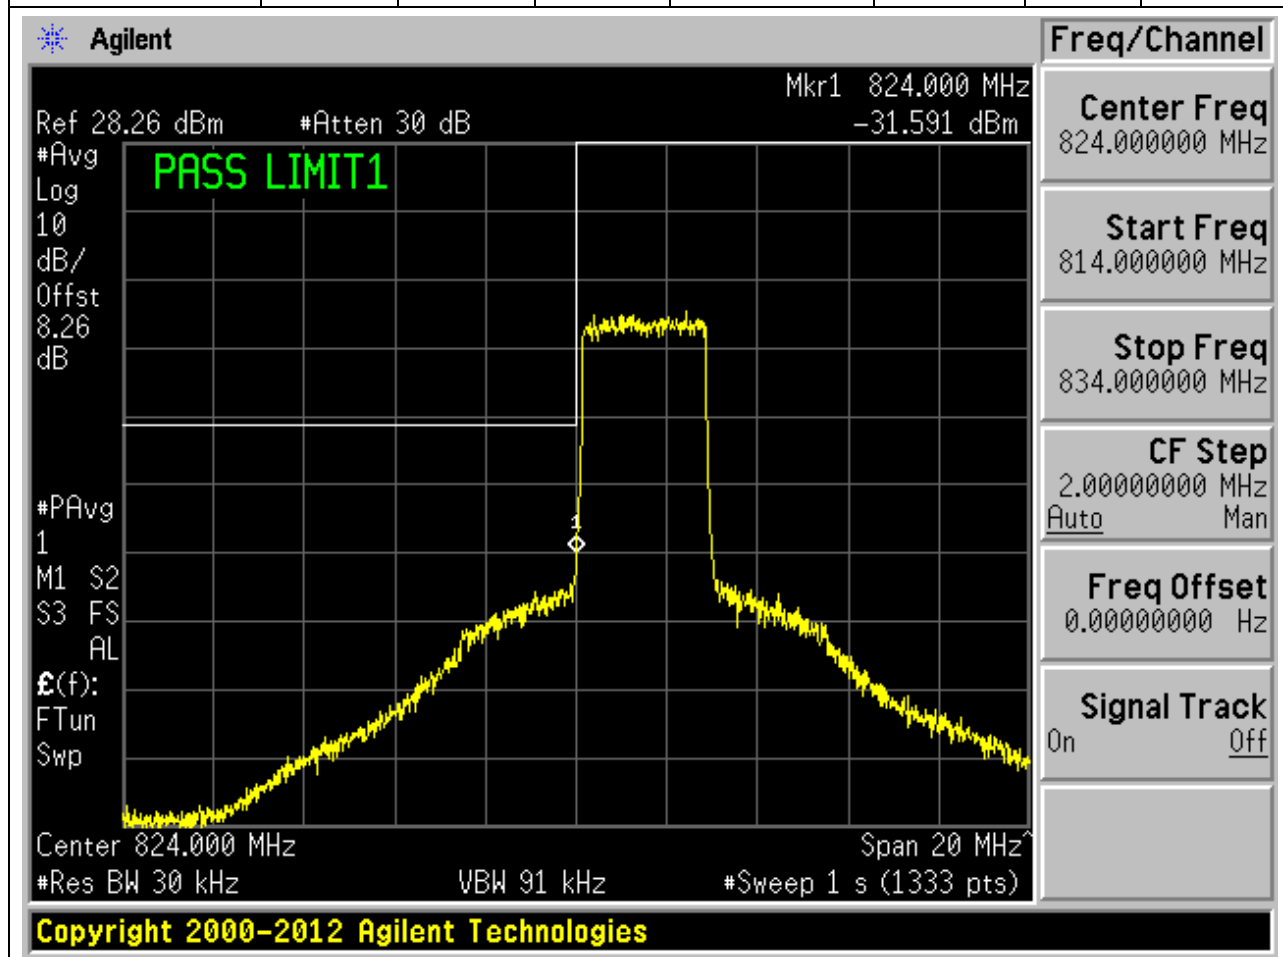 Agilent
Freq/Channel
Mkr1 824.000 MHz
Ref 28.26 dBm #Atten 30 dB -31.591 dBm
#Avg
Log
10
dB/
Offst
8.26
dB
PASS LIMIT1
#PAvg
1
M1 S2
S3 FS
AL
£(f):
FTun
Swp
1
Center 824.000 MHz Span 20 MHz^
#Res BW 30 kHz VBW 91 kHz #Sweep 1 s (1333 pts)
Center Freq
824.000000 MHz
Start Freq
814.000000 MHz
Stop Freq
834.000000 MHz
CF Step
2.00000000 MHz
Auto Man
Freq Offset
0.00000000 Hz
Signal Track
On Off
Copyright 2000-2012 Agilent Technologies